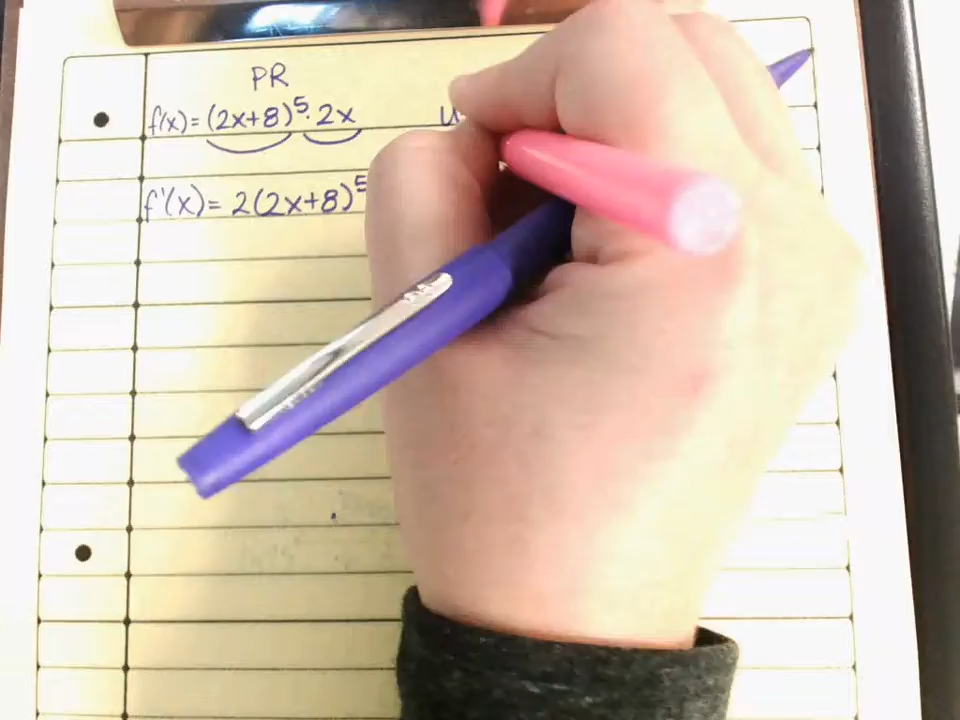 PR
f(x)= (2x+8)⁵·2x u
f'(x)= 2(2x+8)⁵